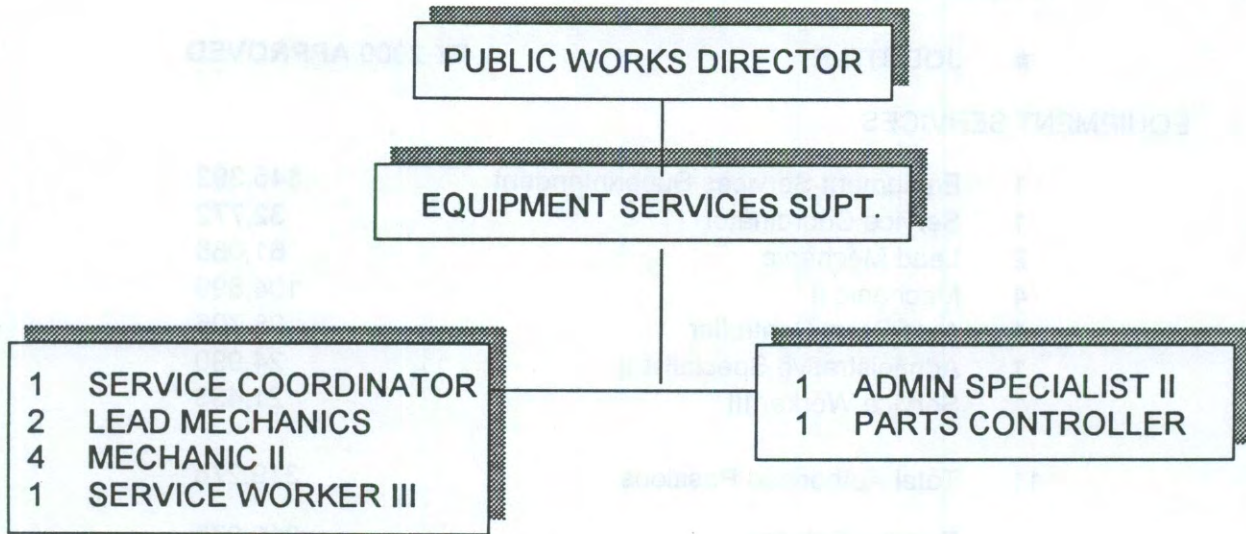 PUBLIC WORKS DIRECTOR
EQUIPMENT SERVICES SUPT.
1 SERVICE COORDINATOR
2 LEAD MECHANICS
4 MECHANIC II
1 SERVICE WORKER III
1 ADMIN SPECIALIST II
1 PARTS CONTROLLER